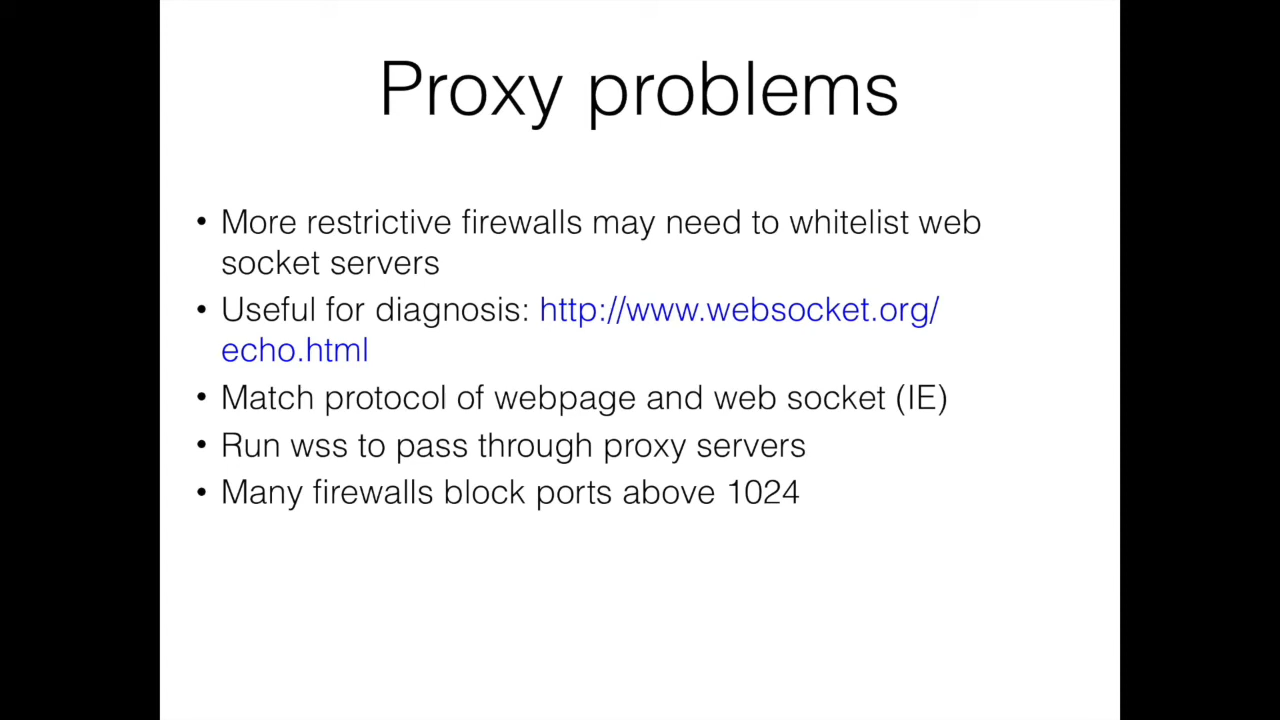 Proxy problems
• More restrictive firewalls may need to whitelist web
socket servers
• Useful for diagnosis: http://www.websocket.org/
echo.html
• Match protocol of webpage and web socket (IE)
• Run wss to pass through proxy servers
• Many firewalls block ports above 1024